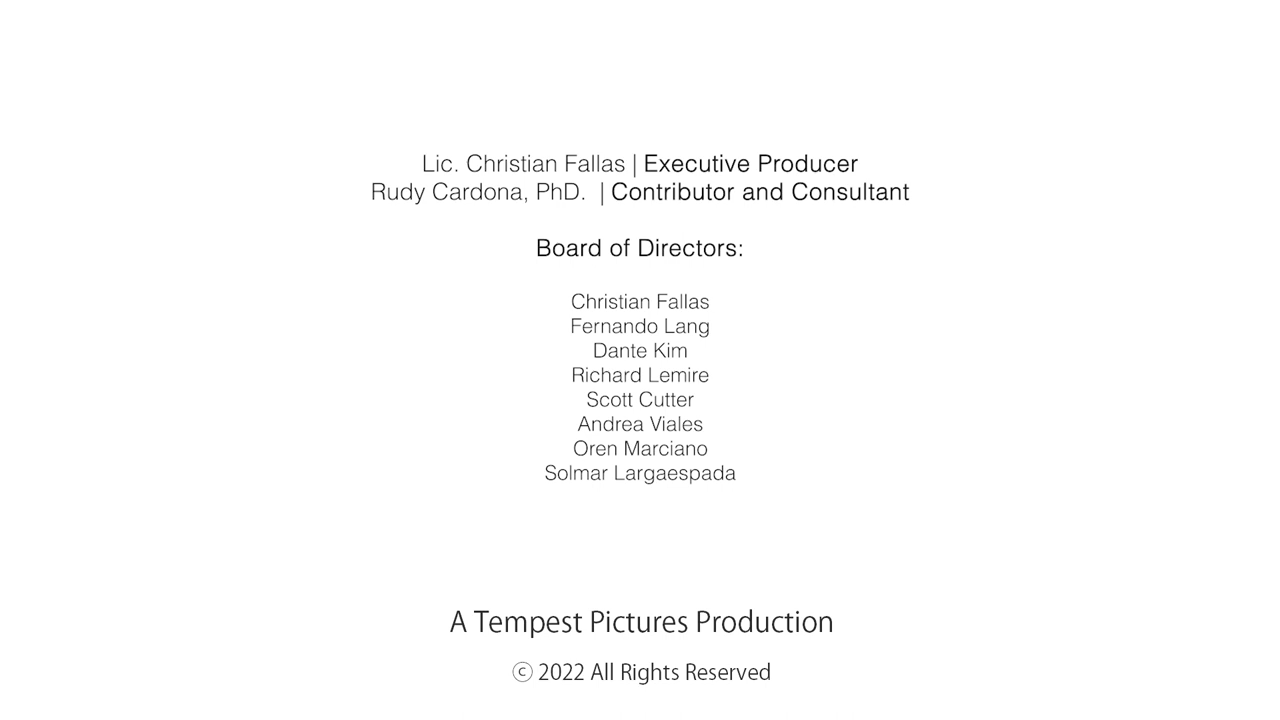 Lic. Christian Fallas | Executive Producer
Rudy Cardona, PhD. | Contributor and Consultant
Board of Directors:
Christian Fallas
Fernando Lang
Dante Kim
Richard Lemire
Scott Cutter
Andrea Viales
Oren Marciano
Solmar Largaespada
A Tempest Pictures Production
ⓒ 2022 All Rights Reserved